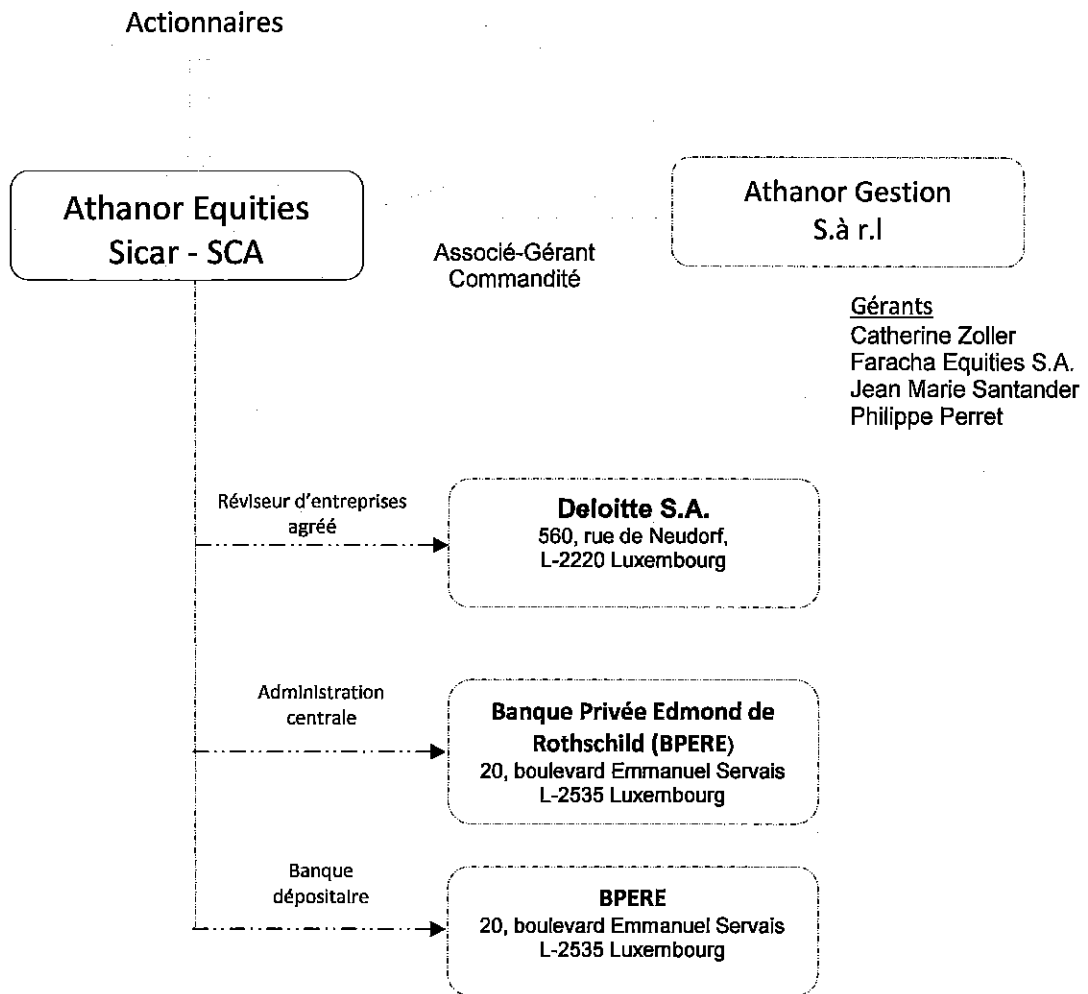 Actionnaires
Athanor Equities
Sicar - SCA
Athanor Gestion
S.à r.l
Associé-Gérant
Commandité
Gérants
Catherine Zoller
Faracha Equities S.A.
Jean Marie Santander
Philippe Perret
Réviseur d'entreprises
agréé
Deloitte S.A.
560, rue de Neudorf,
L-2220 Luxembourg
Administration
centrale
Banque Privée Edmond de
Rothschild (BPERE)
20, boulevard Emmanuel Servais
L-2535 Luxembourg
Banque
dépositaire
BPERE
20, boulevard Emmanuel Servais
L-2535 Luxembourg